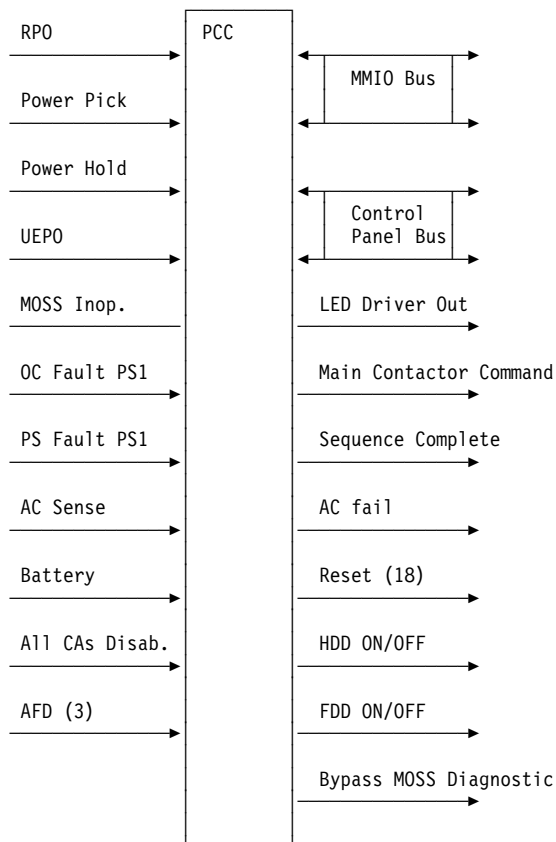 RPO
PCC
MMIO Bus
Power Pick
Power Hold
Control
Panel Bus
UEPO
MOSS Inop.
LED Driver Out
OC Fault PS1
Main Contactor Command
PS Fault PS1
Sequence Complete
AC Sense
AC fail
Battery
Reset (18)
All CAs Disab.
HDD ON/OFF
AFD (3)
FDD ON/OFF
Bypass MOSS Diagnostic